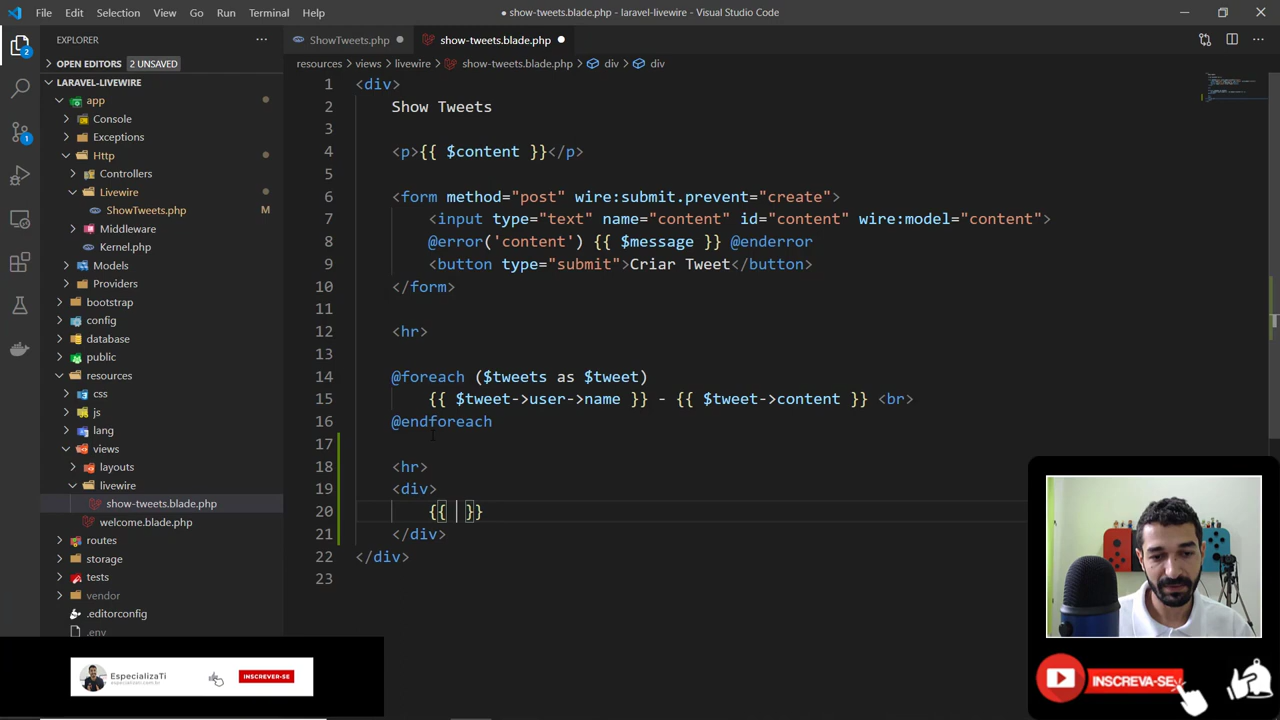 File Edit Selection View Go Run Terminal Help
● show-tweets.blade.php - laravel-livewire - Visual Studio Code
EXPLORER
OPEN EDITORS 2 UNSAVED
LARAVEL-LIVEWIRE
app
Console
Exceptions
Http
Controllers
Livewire
ShowTweets.php M
Middleware
Kernel.php
Models
Providers
bootstrap
config
database
public
resources
css
js
lang
views
layouts
livewire
show-tweets.blade.php
welcome.blade.php
routes
storage
tests
vendor
.editorconfig
.env
2
1
ShowTweets.php ● show-tweets.blade.php ●
resources > views > livewire > show-tweets.blade.php > div > div
1 <div>
2 Show Tweets
3
4 <p>{{ $content }}</p>
5
6 <form method="post" wire:submit.prevent="create">
7 <input type="text" name="content" id="content" wire:model="content">
8 @error('content') {{ $message }} @enderror
9 <button type="submit">Criar Tweet</button>
10 </form>
11
12 <hr>
13
14 @foreach ($tweets as $tweet)
15 {{ $tweet->user->name }} - {{ $tweet->content }} <br>
16 @endforeach
17
18 <hr>
19 <div>
20 {{ }}
21 </div>
22 </div>
23
EspecializaTi
especializati.com.br
INSCREVER-SE
INSCREVA-SE